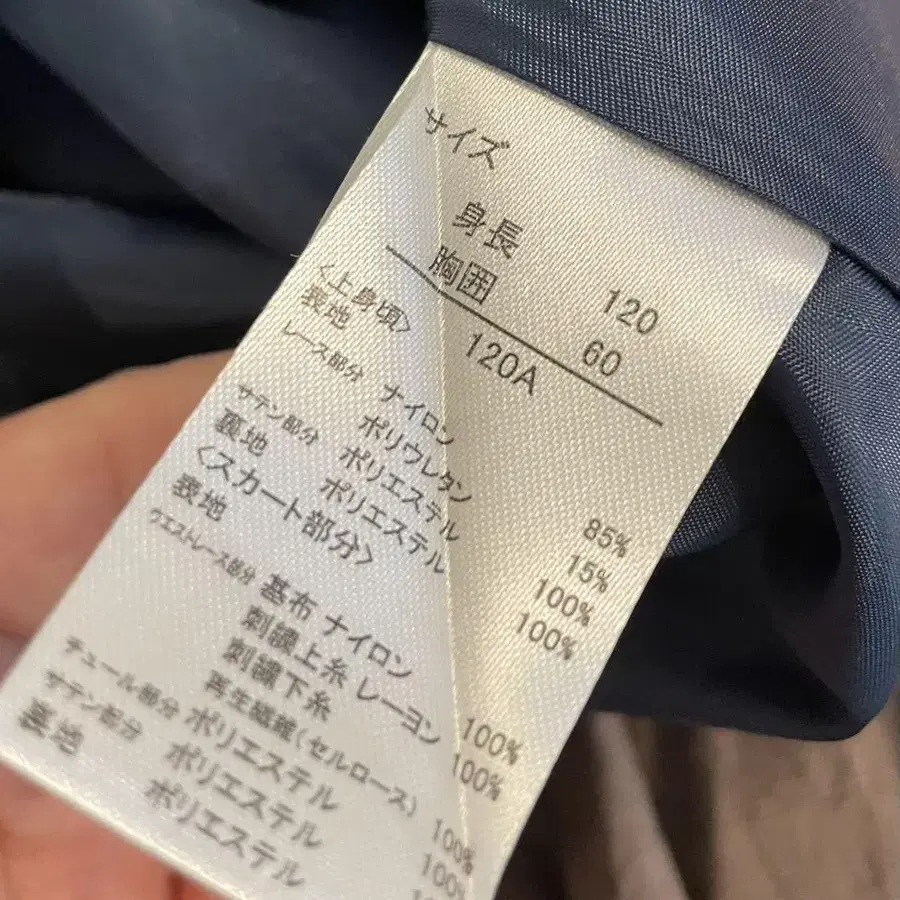 サイズ
身長 120
胸囲 60
120A
<上身頃>
表地
レース部分 ナイロン 85%
ポリウレタン 15%
サテン部分 ポリエステル 100%
裏地 ポリエステル 100%
<スカート部分>
表地
ウエストレース部分 基布 ナイロン 100%
刺繍上糸 レーヨン 100%
刺繍下糸
再生繊維(セルロース) 100%
チュール部分 ポリエステル 100%
サテン部分 ポリエステル
裏地 ポリエステル